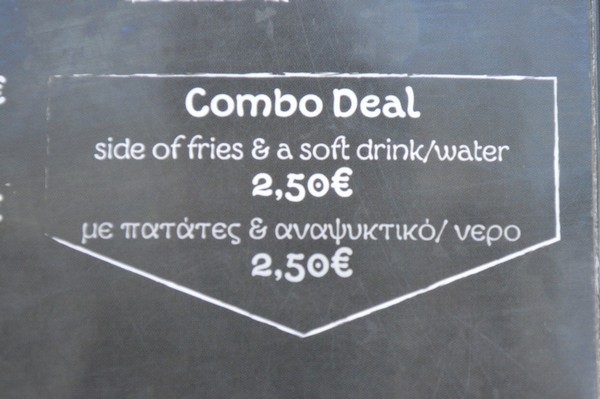 Combo Deal
side of fries & a soft drink/water
2,50€
με πατάτες & αναψυκτικό/ νερο
2,50€